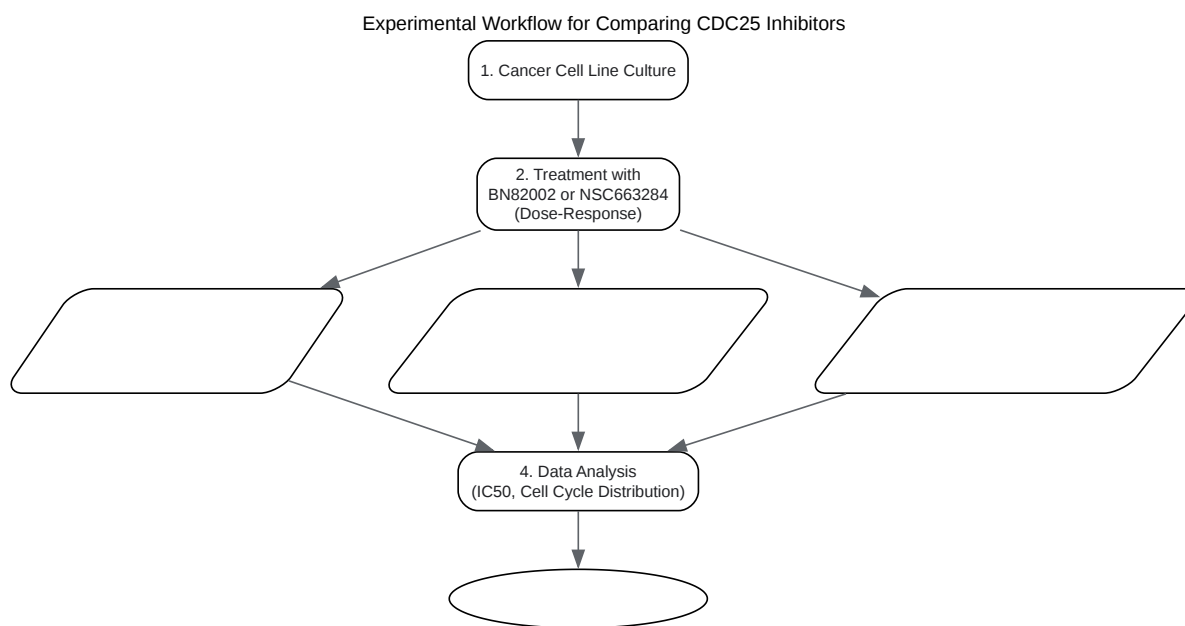 Experimental Workflow for Comparing CDC25 Inhibitors
1. Cancer Cell Line Culture
2. Treatment with
BN82002 or NSC663284
(Dose-Response)
4. Data Analysis
(IC50, Cell Cycle Distribution)